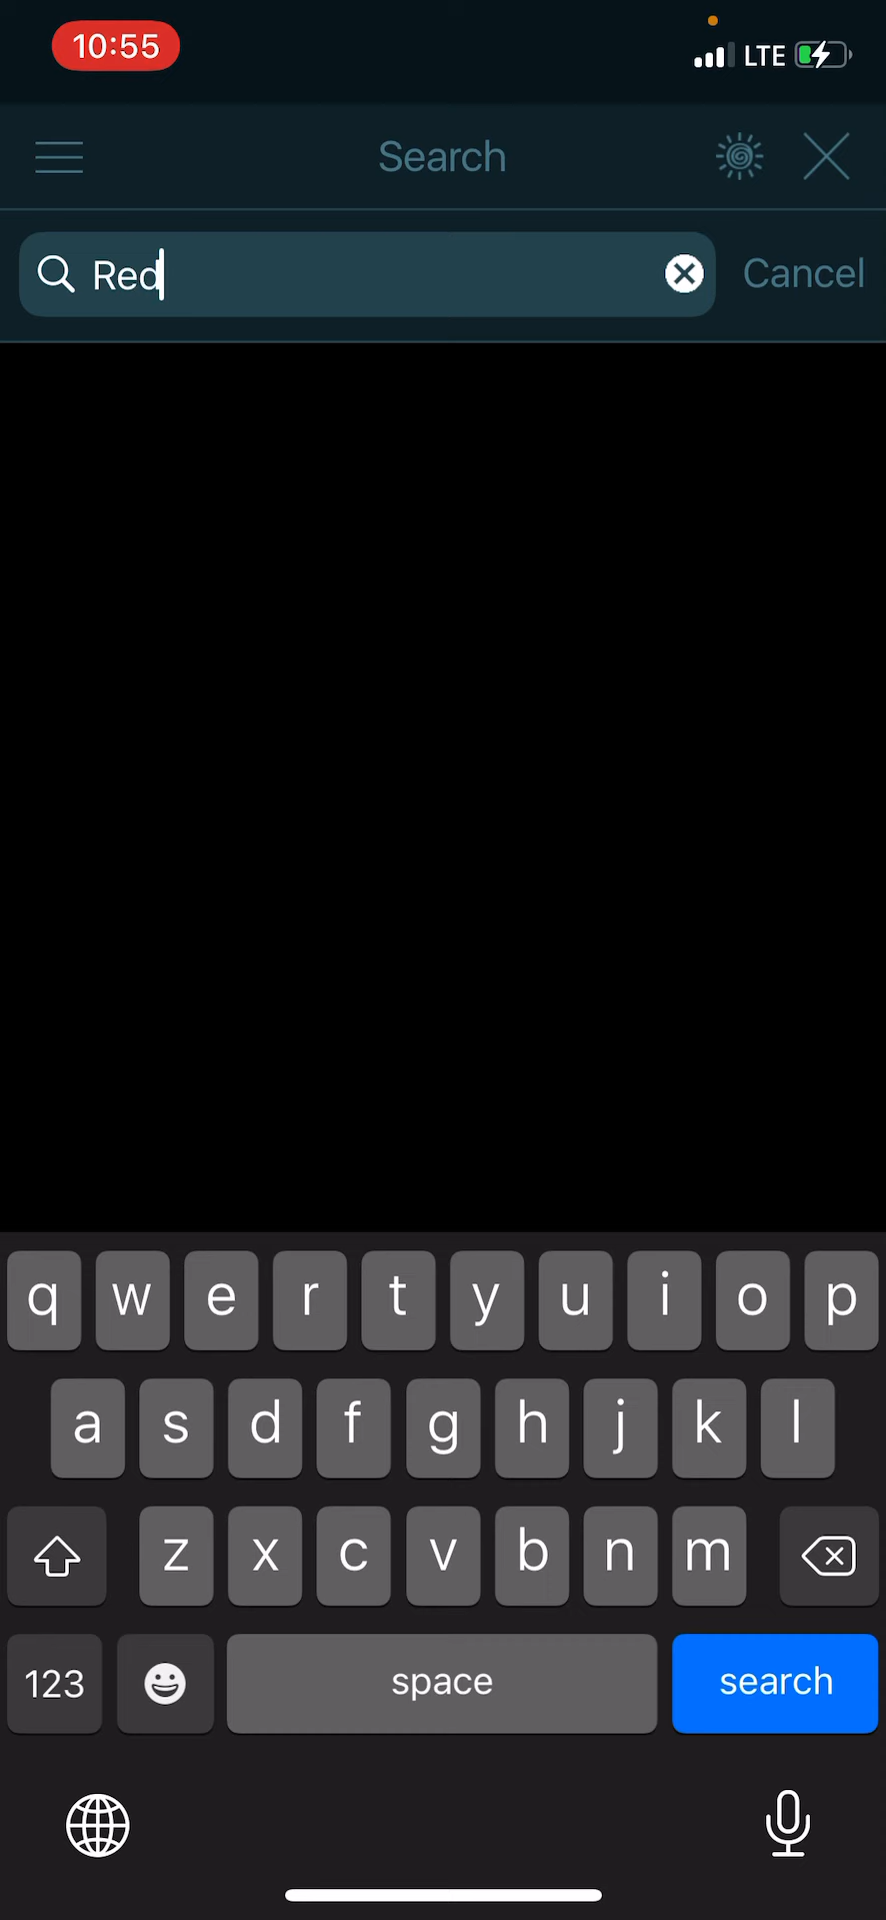 10:55 LTE
Search
Red Cancel
q w e r t y u i o p
a s d f g h j k l
z x c v b n m
123 space search